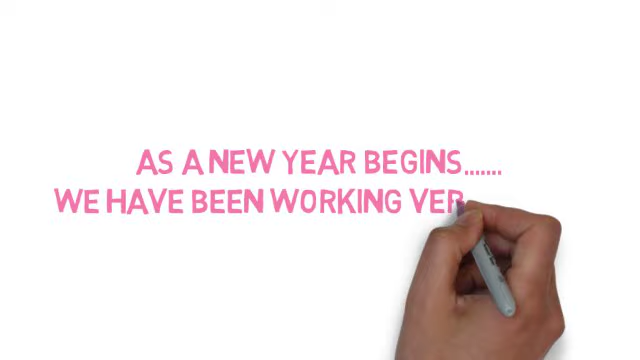 AS A NEW YEAR BEGINS.......
WE HAVE BEEN WORKING VER